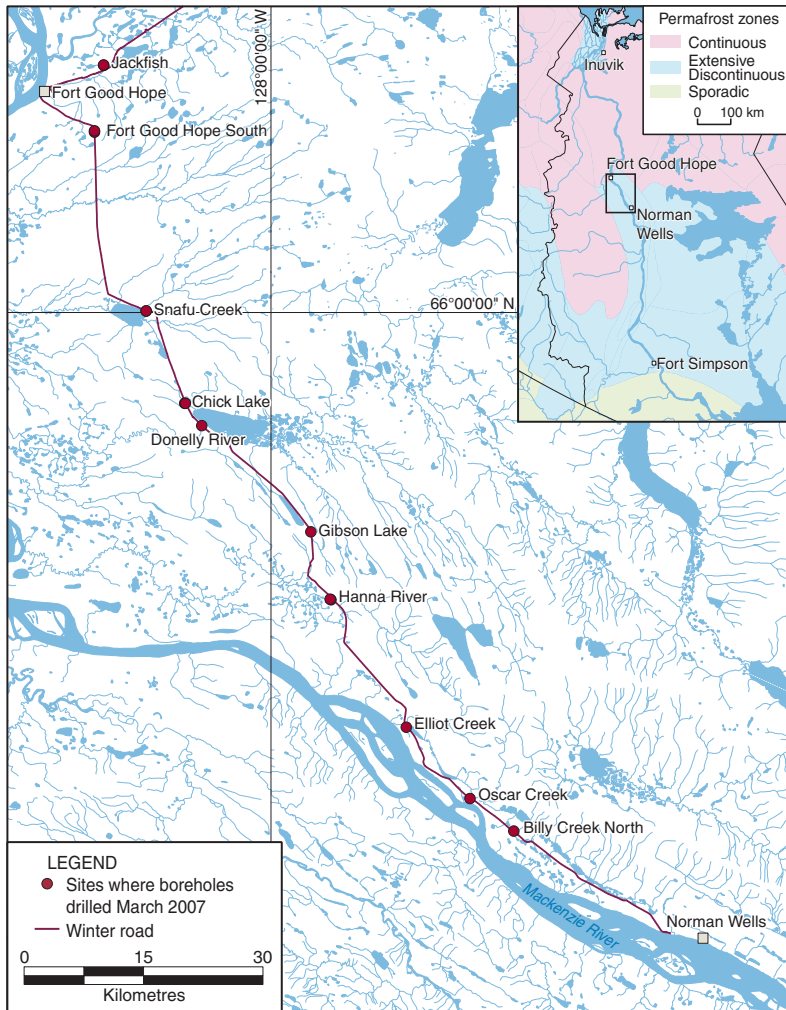 Jackfish
Fort Good Hope
Fort Good Hope South
128°00'00" W
66°00'00" N
Snafu Creek
Chick Lake
Donelly River
Gibson Lake
Hanna River
Elliot Creek
Oscar Creek
Billy Creek North
Mackenzie River
Norman Wells
Permafrost zones
Continuous
Extensive
Discontinuous
Sporadic
0 100 km
Inuvik
Fort Good Hope
Norman
Wells
Fort Simpson
LEGEND
Sites where boreholes
drilled March 2007
Winter road
0 15 30
Kilometres